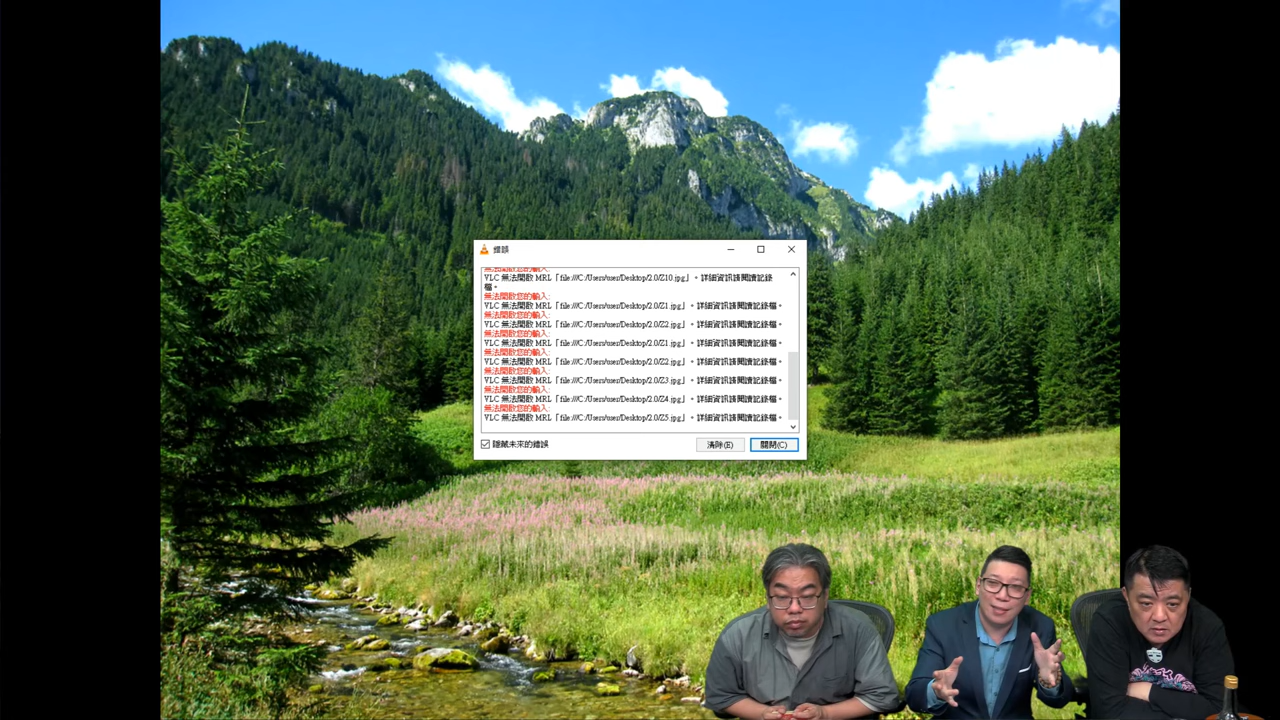 錯誤
無法開啟您的輸入:
VLC 無法開啟 MRL「file:///C:/Users/user/Desktop/2.0/Z10.jpg」。詳細資訊請閱讀記錄
檔。
無法開啟您的輸入:
VLC 無法開啟 MRL「file:///C:/Users/user/Desktop/2.0/Z1.jpg」。詳細資訊請閱讀記錄檔。
無法開啟您的輸入:
VLC 無法開啟 MRL「file:///C:/Users/user/Desktop/2.0/Z2.jpg」。詳細資訊請閱讀記錄檔。
無法開啟您的輸入:
VLC 無法開啟 MRL「file:///C:/Users/user/Desktop/2.0/Z1.jpg」。詳細資訊請閱讀記錄檔。
無法開啟您的輸入:
VLC 無法開啟 MRL「file:///C:/Users/user/Desktop/2.0/Z2.jpg」。詳細資訊請閱讀記錄檔。
無法開啟您的輸入:
VLC 無法開啟 MRL「file:///C:/Users/user/Desktop/2.0/Z3.jpg」。詳細資訊請閱讀記錄檔。
無法開啟您的輸入:
VLC 無法開啟 MRL「file:///C:/Users/user/Desktop/2.0/Z4.jpg」。詳細資訊請閱讀記錄檔。
無法開啟您的輸入:
VLC 無法開啟 MRL「file:///C:/Users/user/Desktop/2.0/Z5.jpg」。詳細資訊請閱讀記錄檔。
隱藏未來的錯誤
清除(E)
關閉(C)